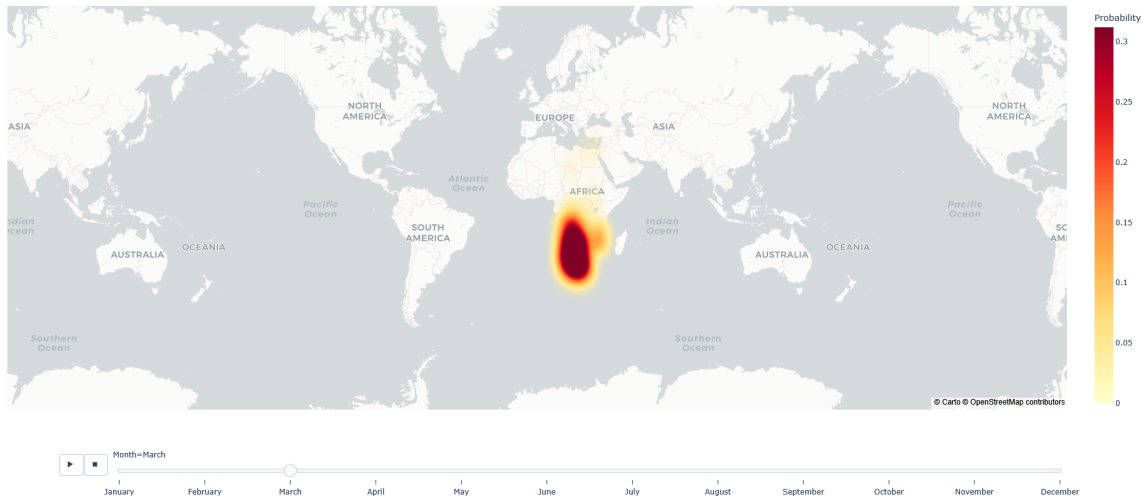 Probability
0.3
0.25
0.2
0.15
0.1
0.05
0
NORTH
AMERICA
NORTH
AMERICA
EUROPE
ASIA
ASIA
Atlantic
Ocean
AFRICA
Pacific
Ocean
Pacific
Ocean
Indian
Ocean
SOUTH
AMERICA
OCEANIA
OCEANIA
AUSTRALIA
AUSTRALIA
Southern
Ocean
Southern
Ocean
© Carto © OpenStreetMap contributors
Month=March
January
February
March
April
May
June
July
August
September
October
November
December